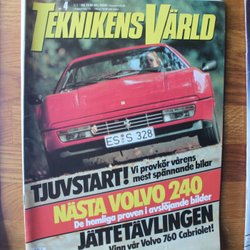 TEKNIKENS VÄRLD
4
ES·S 328
TJUVSTART! Vi provkör vårens
mest spännande bilar
NÄSTA VOLVO 240
De hemliga proven i avslöjande bilder
JÄTTETÄVLINGEN
Vinn vår Volvo 760 Cabriolet!